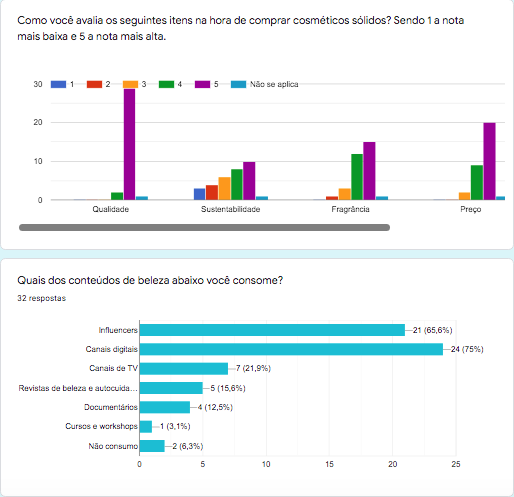 Como você avalia os seguintes itens na hora de comprar cosméticos sólidos? Sendo 1 a nota
mais baixa e 5 a nota mais alta.
30
1 2 3 4 5 Não se aplica
20
10
0
Qualidade Sustentabilidade Fragrância Preço
Quais dos conteúdos de beleza abaixo você consome?
32 respostas
Influencers 21 (65,6%)
Canais digitais 24 (75%)
Canais de TV 7 (21,9%)
Revistas de beleza e autocuida... 5 (15,6%)
Documentários 4 (12,5%)
Cursos e workshops 1 (3,1%)
Não consumo 2 (6,3%)
0 5 10 15 20 25